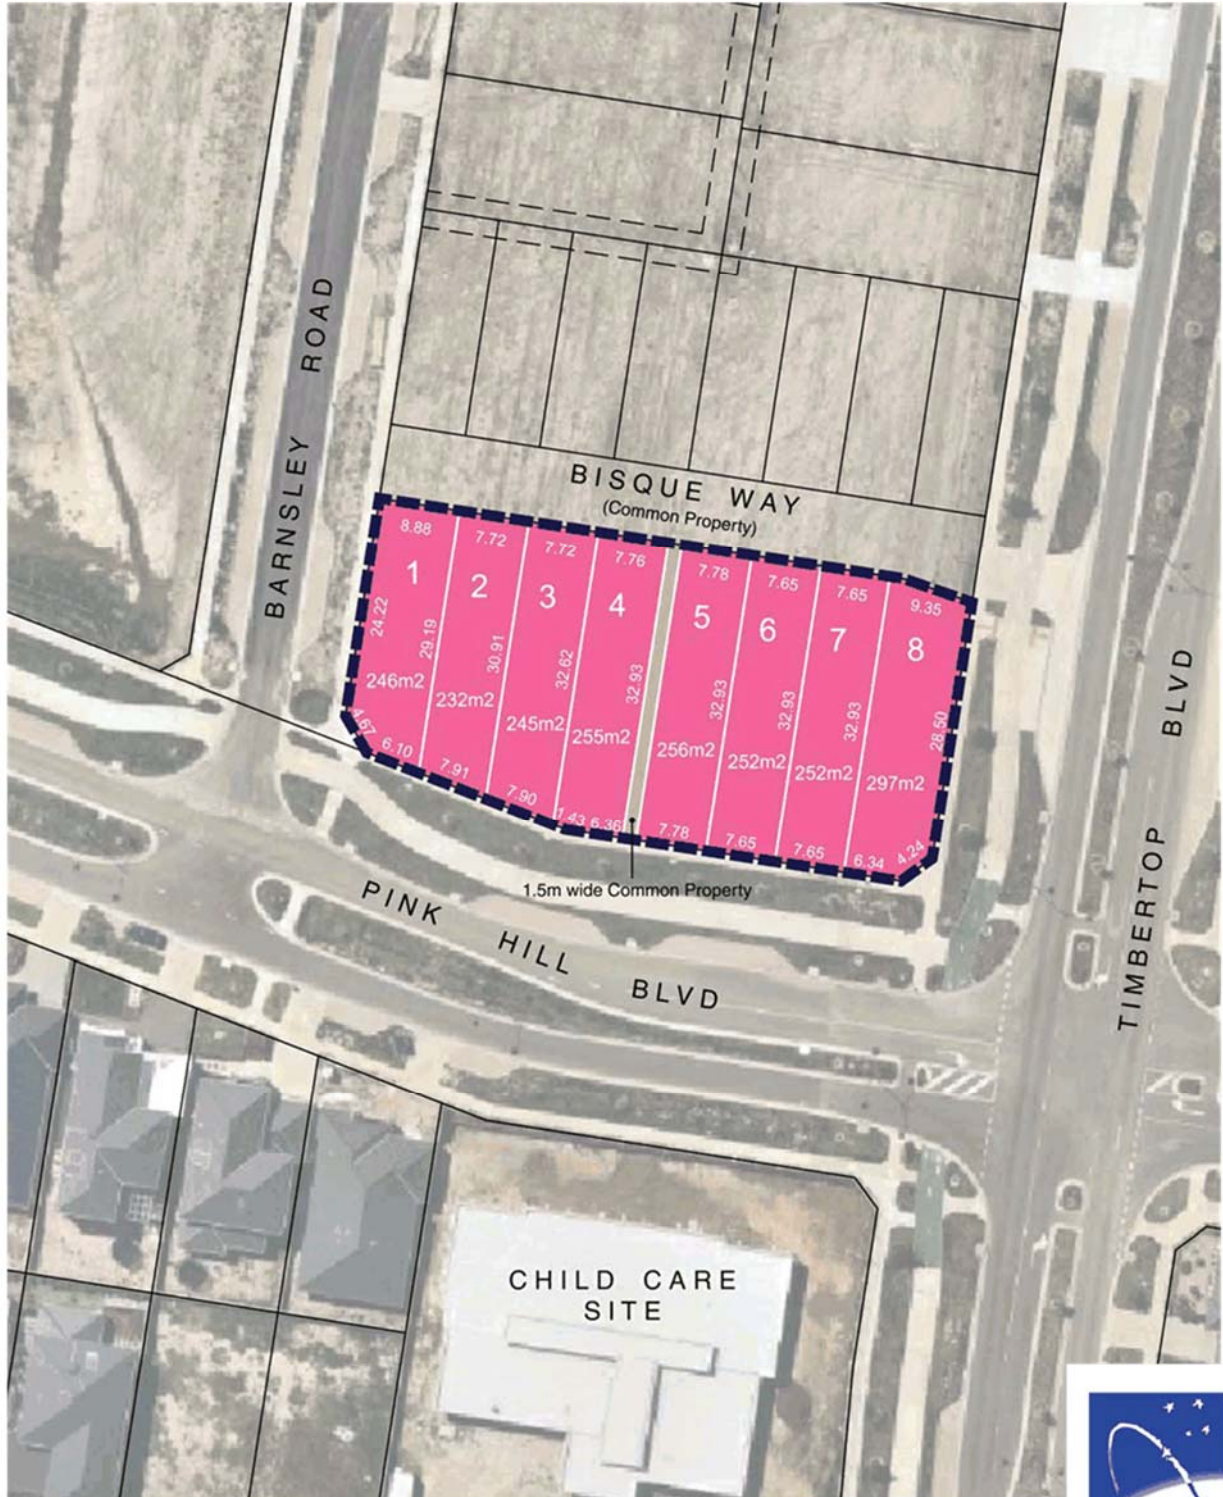 BARNSLEY ROAD
BISQUE WAY
(Common Property)
8.88
7.72
7.72
7.76
7.78
7.65
7.65
9.35
1
2
3
4
5
6
7
8
24.22
29.19
30.91
32.62
32.93
32.93
32.93
32.93
28.50
246m2
232m2
245m2
255m2
256m2
252m2
252m2
297m2
4.67
6.10
7.91
7.90
1.43
6.36
7.78
7.65
7.65
6.34
4.24
1.5m wide Common Property
PINK HILL BLVD
TIMBERTOP BLVD
CHILD CARE
SITE